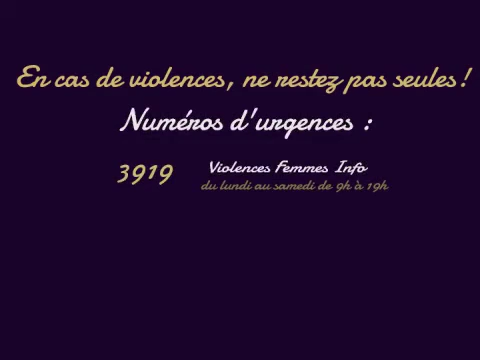 En cas de violences, ne restez pas seules!
Numéros d'urgences :
3919 Violences Femmes Info
du lundi au samedi de 9h à 19h